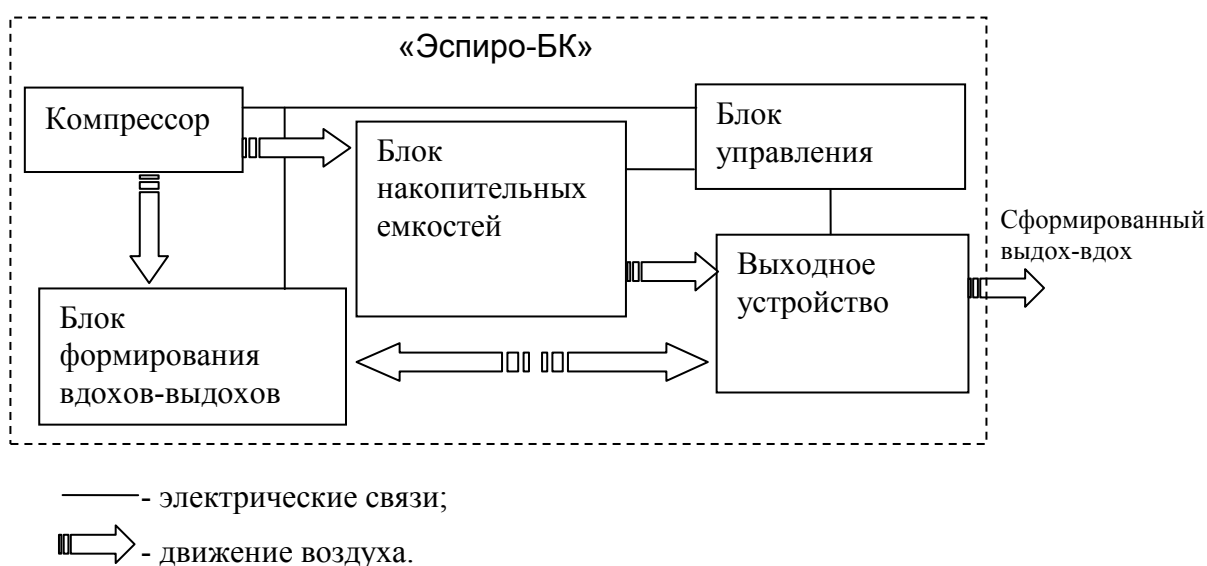 «Эспиро-БК»
Компрессор
Блок
накопительных
емкостей
Блок
управления
Блок
формирования
вдохов-выдохов
Выходное
устройство
Сформированный
выдох-вдох
- электрические связи;
- движение воздуха.